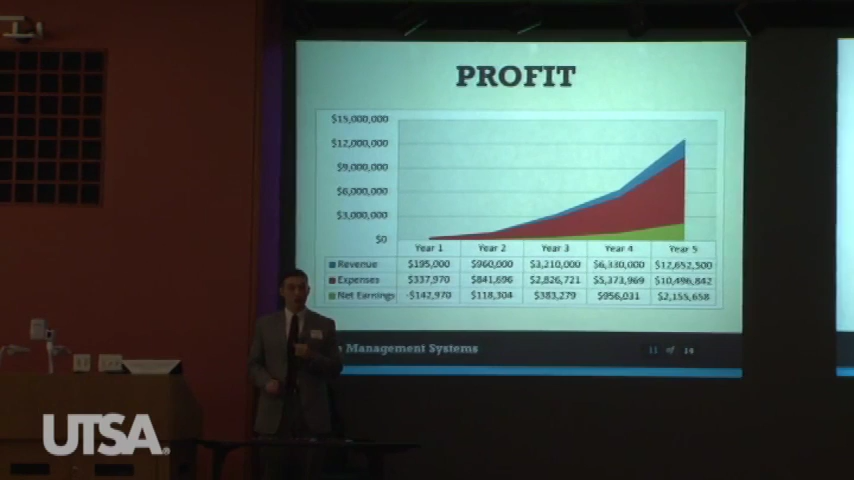 PROFIT
$15,000,000
$12,000,000
$9,000,000
$6,000,000
$3,000,000
$0
Year 1 Year 2 Year 3 Year 4 Year 5
Revenue $195,000 $960,000 $3,210,000 $6,330,000 $12,652,500
Expenses $337,970 $841,696 $2,826,721 $5,373,969 $10,496,842
Net Earnings -$142,970 $118,304 $383,279 $956,031 $2,155,658
Management Systems
11 of 14
UTSA®